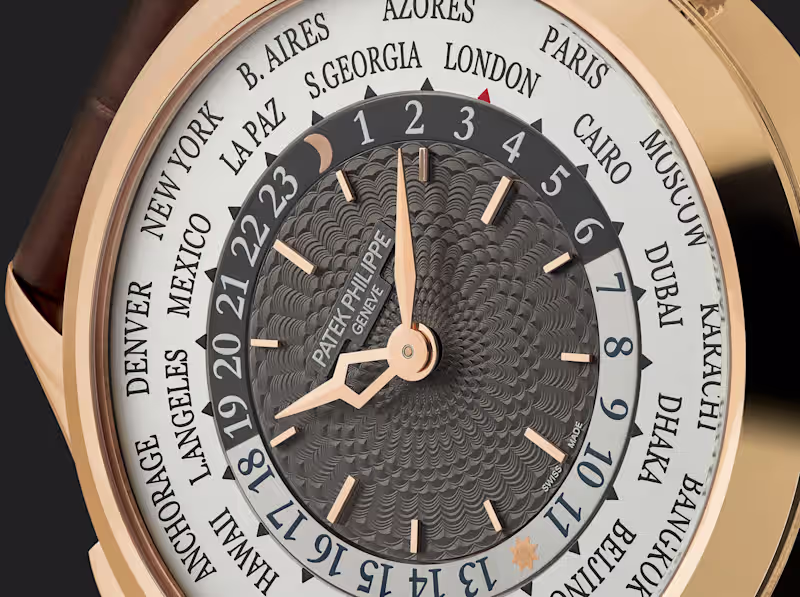 AZORES
B. AIRES
PARIS
S.GEORGIA
LONDON
NEW YORK
LA PAZ
CAIRO
MOSCOW
MEXICO
DUBAI
DENVER
KARACHI
L.ANGELES
DHAKA
ANCHORAGE
BANGKOK
HAWAII
BEIJING
1 2 3 4 5 6 7 8 9 10 11 13 14 15 16 17 18 19 20 21 22 23
PATEK PHILIPPE
GENEVE
SWISS MADE